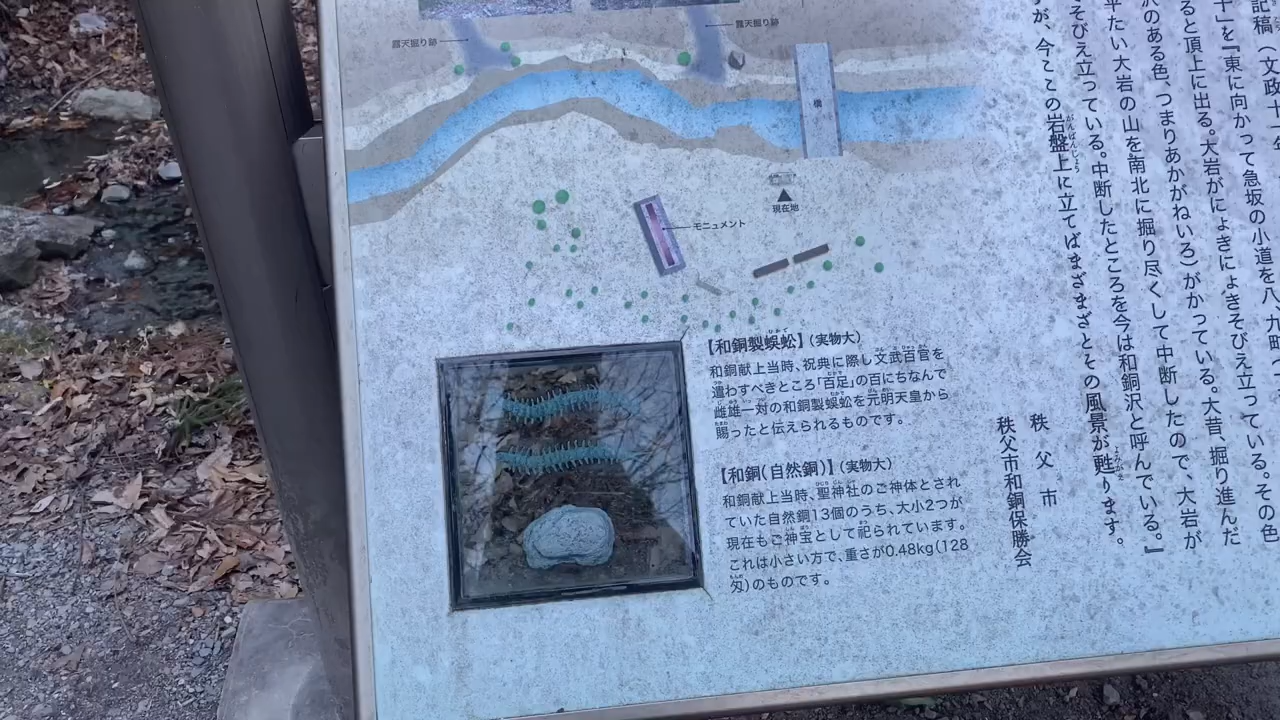 露天掘り跡
露天掘り跡
橋
現在地
モニュメント
【和銅製蜈蚣】(実物大)
和銅献上当時、祝典に際し文武百官を
遣わすべきところ「百足」の百にちなんで
雌雄一対の和銅製蜈蚣を元明天皇から
賜ったと伝えられるものです。
【和銅(自然銅)】(実物大)
和銅献上当時、聖神社のご神体とされ
ていた自然銅13個のうち、大小2つが
現在もご神宝として祀られています。
これは小さい方で、重さが0.48kg(128
匁)のものです。
記稿(文政十一年
十」を『東に向かって急坂の小道を八、九町
ると頂上に出る。大岩がによきによきそびえ立っている。その色
沢のある色、つまりあかがねいろ)がかっている。大昔、掘り進んだ
平たい大岩の山を南北に掘り尽くして中断したので、大岩が
そびえ立っている。中断したところを今は和銅沢と呼んでいる。』
が、今ここの岩盤上に立てばまざまざとその風景が甦ります。
秩父市
秩父市和銅保勝会